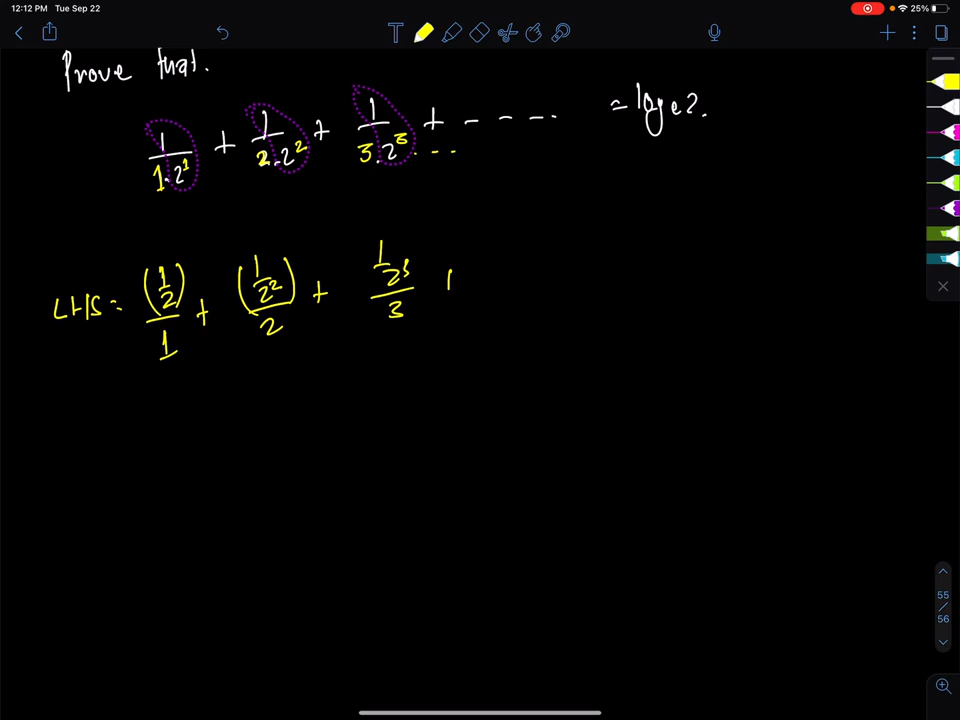 12:12 PM Tue Sep 22
25%
Prove that.
1/1.2^1 + 1/2.2^2 + 1/3.2^3 + - - - -. = log e 2.
...
LHS = (1/2)/1 + (1/2^2)/2 + 1/2^3/3 |
55
/
56